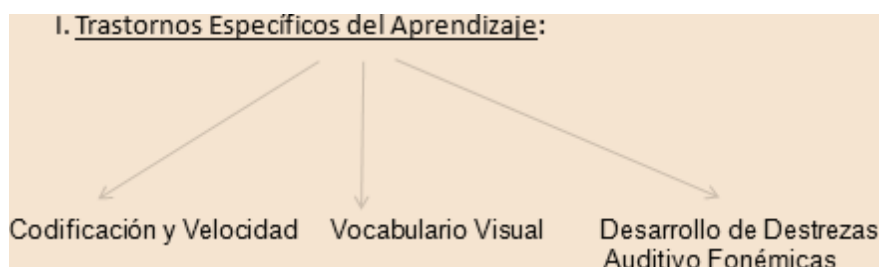 I. Trastornos Específicos del Aprendizaje:
Codificación y Velocidad
Vocabulario Visual
Desarrollo de Destrezas
Auditivo Fonémicas